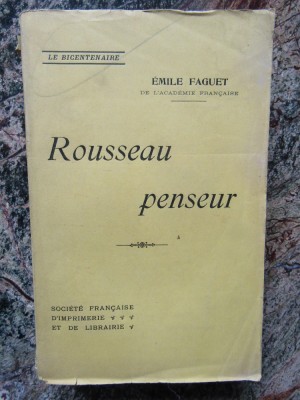 LE BICENTENAIRE
ÉMILE FAGUET
DE L'ACADÉMIE FRANÇAISE
Rousseau
penseur
SOCIÉTÉ FRANÇAISE
D'IMPRIMERIE
ET DE LIBRAIRIE